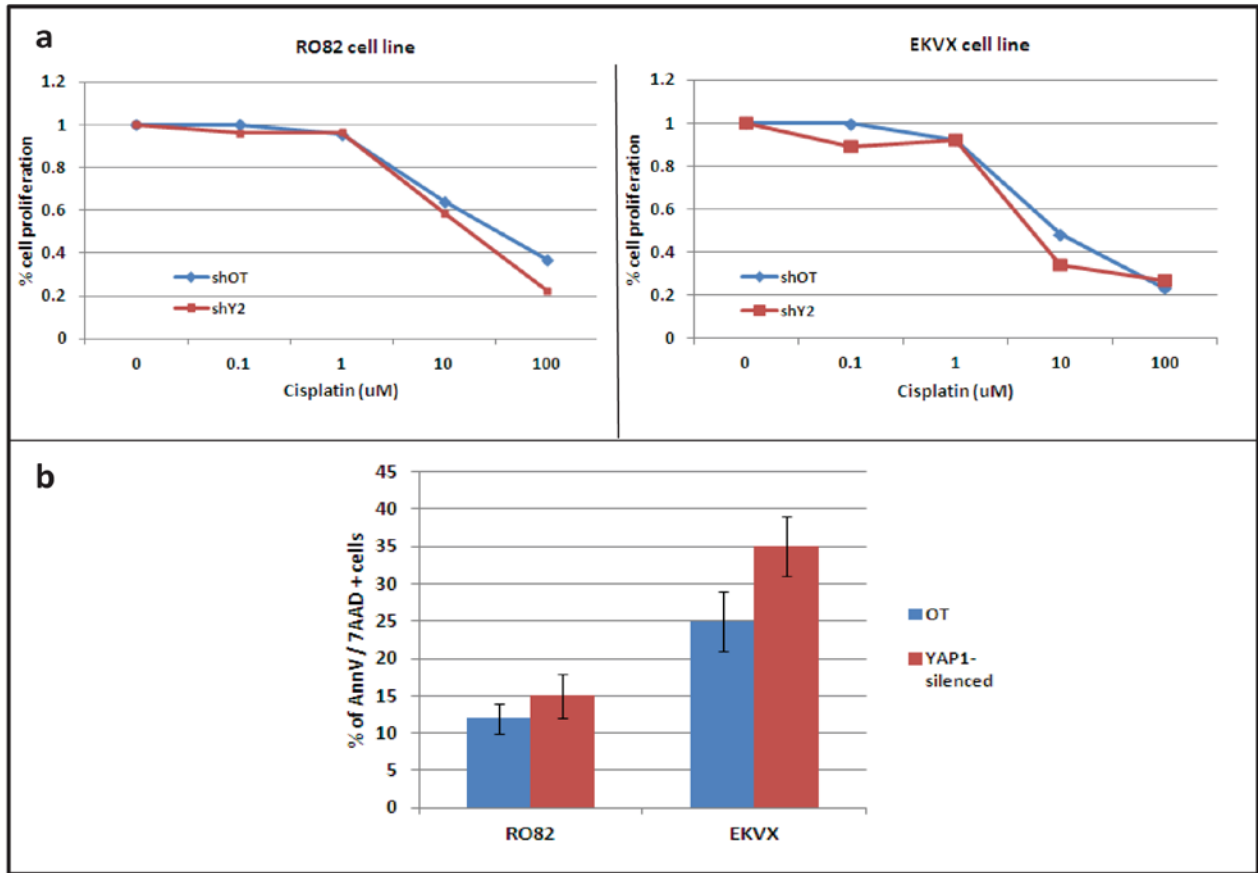 a
RO82 cell line
1.2
1
0.8
0.6
0.4
0.2
0
% cell proliferation
shOT
shY2
0 0.1 1 10 100
Cisplatin (uM)
EKVX cell line
1.2
1
0.8
0.6
0.4
0.2
0
% cell proliferation
shOT
shY2
0 0.1 1 10 100
Cisplatin (uM)
b
45
40
35
30
25
20
15
10
5
0
% of AnnV / 7AAD + cells
RO82 EKVX
OT
YAP1-
silenced